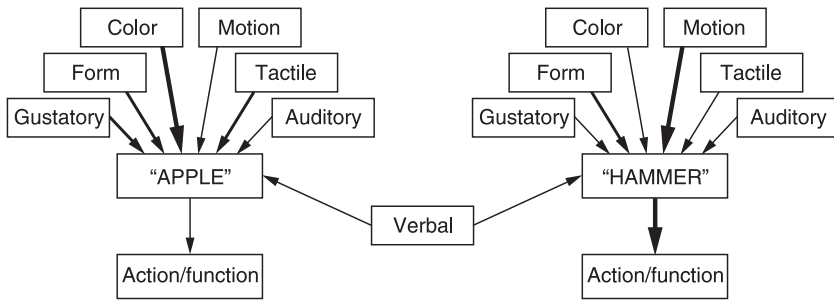 Color
Motion
Form
Tactile
Gustatory
Auditory
“APPLE”
Action/function
Verbal
Color
Motion
Form
Tactile
Gustatory
Auditory
“HAMMER”
Action/function